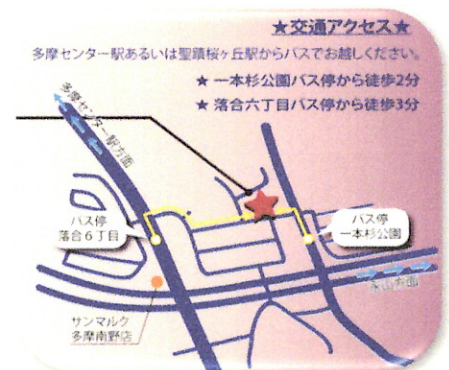 ★交通アクセス★
多摩センター駅あるいは聖蹟桜ヶ丘駅からバスでお越しください。
★ 一本杉公園バス停から徒歩2分
★ 落合六丁目バス停から徒歩3分
多摩センター駅方面
バス停
落合6丁目
バス停
一本杉公園
永山方面
サンマルク
多摩南野店